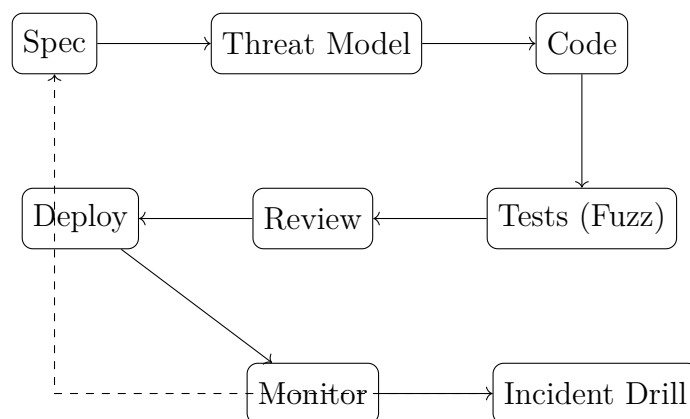 Spec
Threat Model
Code
Deploy
Review
Tests (Fuzz)
Monitor
Incident Drill